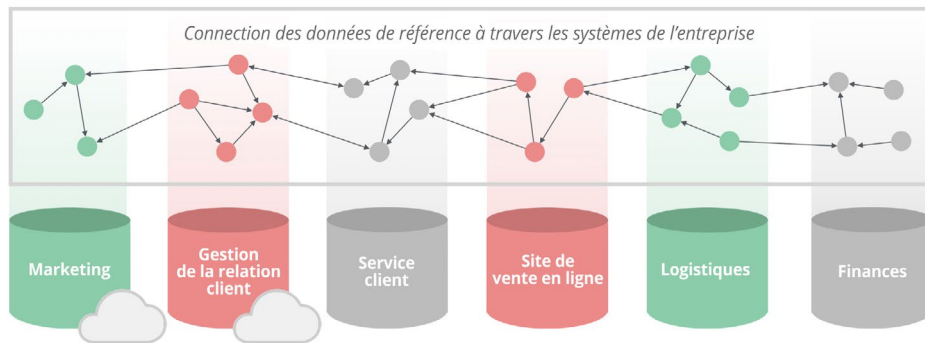 Connection des données de référence à travers les systèmes de l'entreprise
Marketing
Gestion
de la relation
client
Service
client
Site de
vente en ligne
Logistiques
Finances